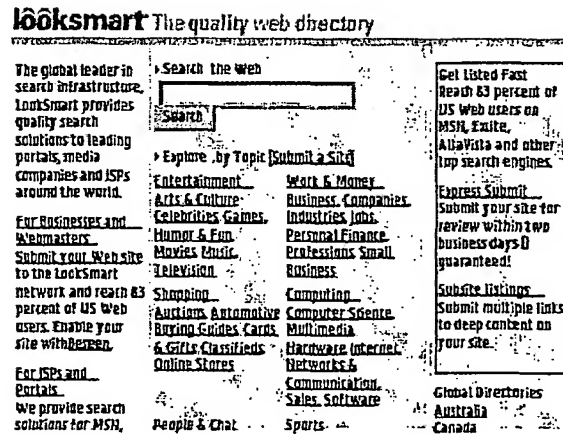 looksmart The quality web directory
The global leader in
search infrastructure,
LookSmart provides
quality search
solutions to leading
portals, media
companies and ISPs
around the world.
For Businesses and
Webmasters
Submit your Web site
to the LookSmart
network and reach 83
percent of US Web
users. Enable your
site with
For ISPs and
Portals
We provide search
solutions for MSN,
Search the Web
Search
Explore by Topic [Submit a Site]
Entertainment
Arts & Culture
Celebrities, Games,
Humor & Fun
Movies, Music,
Television
Shopping
Auctions, Automotive
Buying Guides, Cards
& Gifts, Classifieds
Online Stores
People & Chat
Work & Money
Business, Companies,
Industries, Jobs,
Personal Finance,
Professions, Small
Business
Computing
Computer Science
Multimedia
Hardware, Internet,
Networks &
Communication,
Sales, Software
Sports
Get Listed Fast
Reach 83 percent of
US Web users on
MSN, Excite,
AltaVista and other
top search engines.
Express Submit
Submit your site for
review within two
business days
guaranteed!
Subsite listings
Submit multiple links
to deep content on
your site.
Global Directories
Australia
Canada